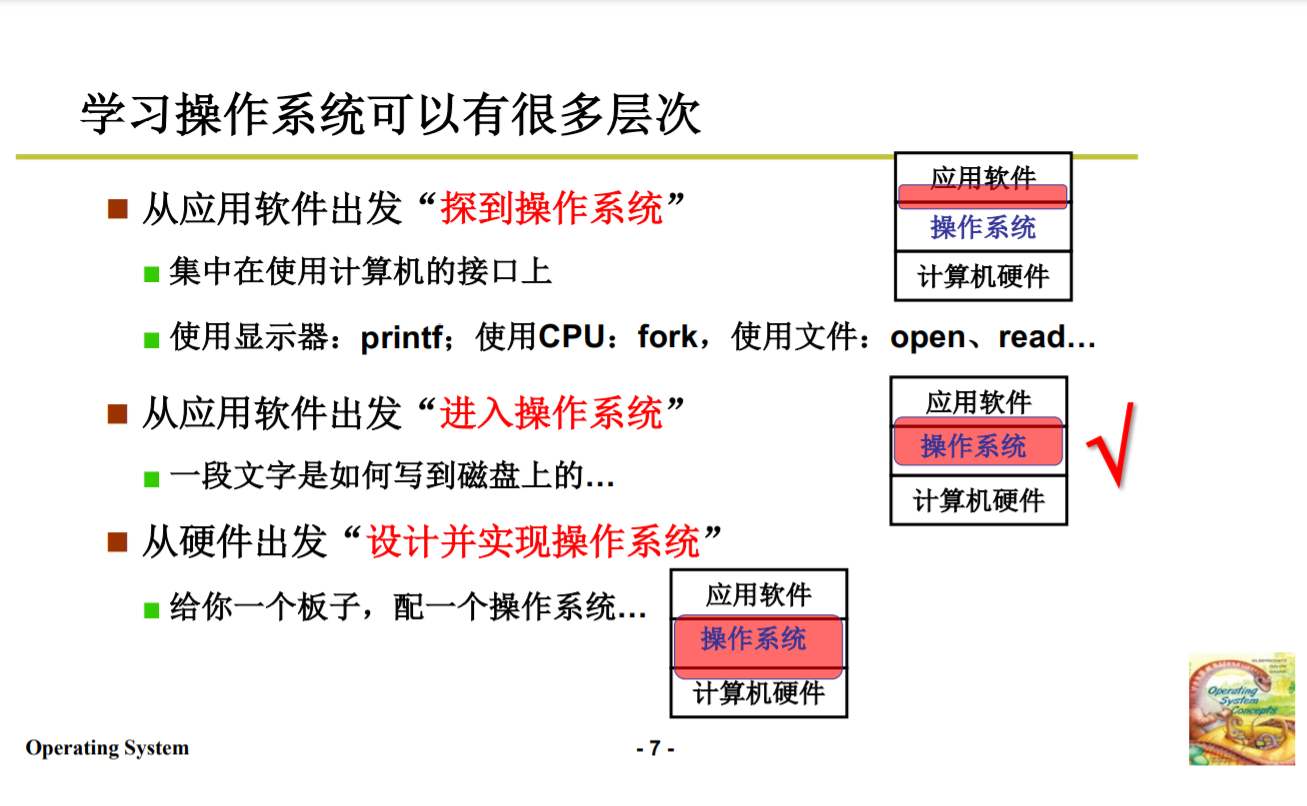 学习操作系统可以有很多层次
从应用软件出发“探到操作系统”
集中在使用计算机的接口上
使用显示器：printf；使用CPU：fork，使用文件：open、read…
应用软件
操作系统
计算机硬件
从应用软件出发“进入操作系统”
一段文字是如何写到磁盘上的…
应用软件
操作系统
计算机硬件
√
从硬件出发“设计并实现操作系统”
给你一个板子，配一个操作系统…
应用软件
操作系统
计算机硬件
Operating
System
Concepts
Operating System
- 7 -